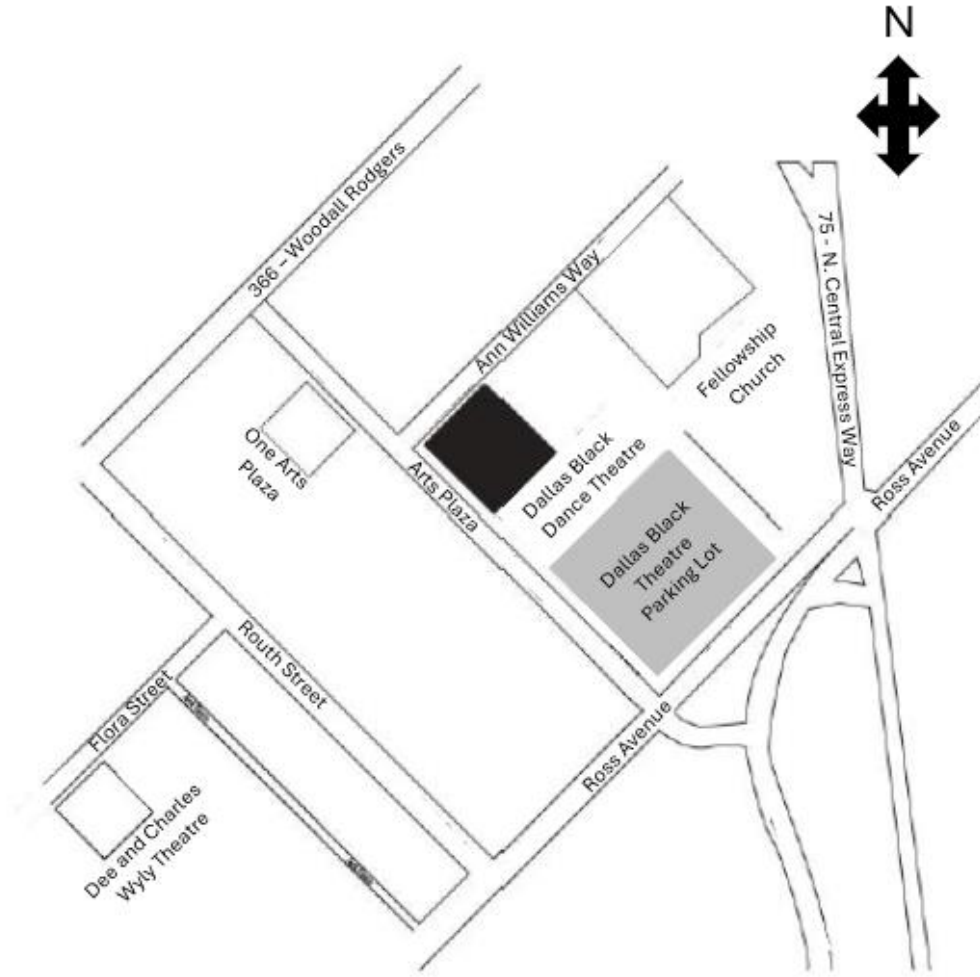 N
366 - Woodall Rodgers
Ann Williams Way
75 - N. Central Express Way
Fellowship
Church
One Arts
Plaza
Arts Plaza
Dallas Black
Dance Theatre
Ross Avenue
Dallas Black
Theatre
Parking Lot
Routh Street
Flora Street
Ross Avenue
Dee and Charles
Wyly Theatre